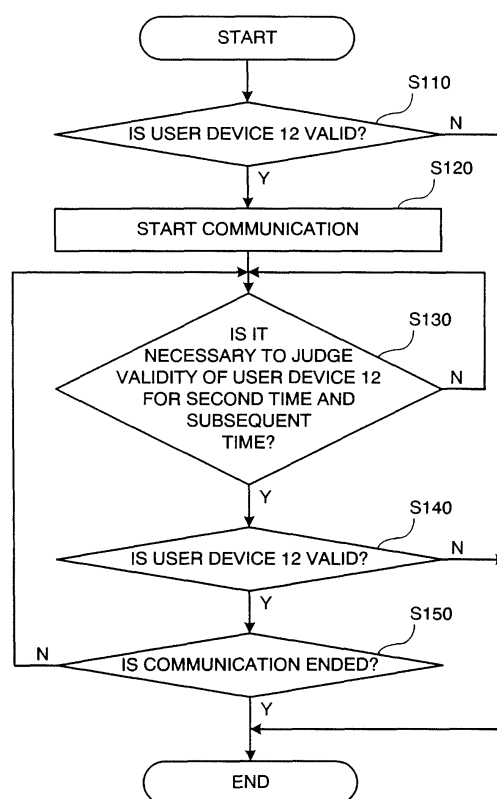 START
S110
IS USER DEVICE 12 VALID?
N
Y
S120
START COMMUNICATION
S130
IS IT
NECESSARY TO JUDGE
VALIDITY OF USER DEVICE 12
FOR SECOND TIME AND
SUBSEQUENT
TIME?
N
Y
S140
IS USER DEVICE 12 VALID?
N
Y
S150
N
IS COMMUNICATION ENDED?
Y
END